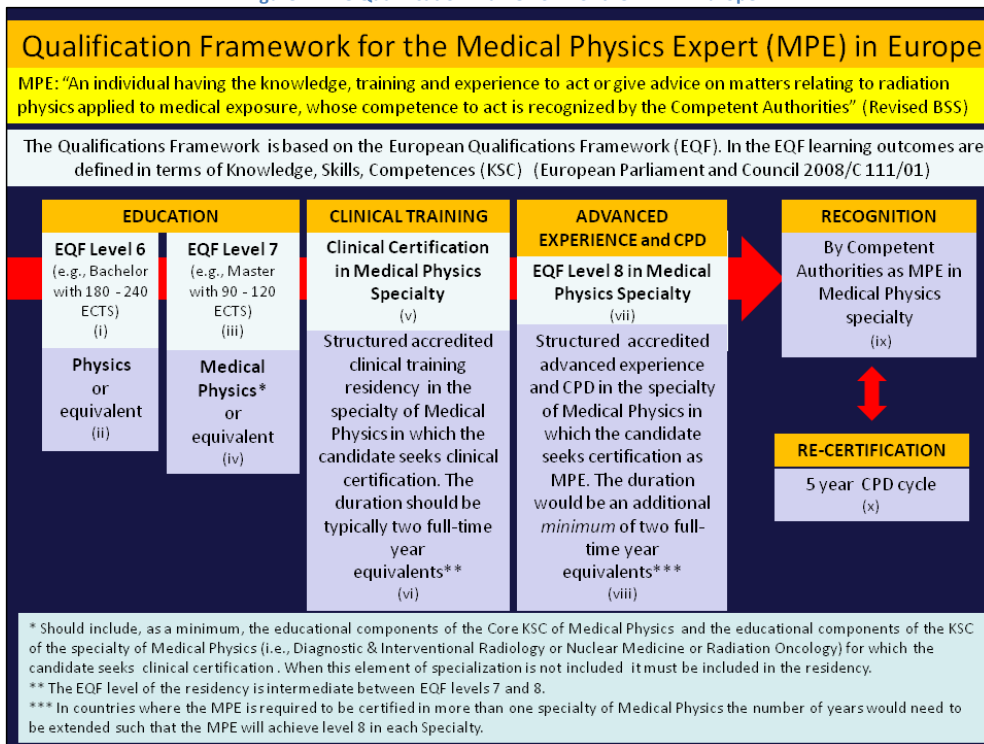 Qualification Framework for the Medical Physics Expert (MPE) in Europe
MPE: “An individual having the knowledge, training and experience to act or give advice on matters relating to radiation
physics applied to medical exposure, whose competence to act is recognized by the Competent Authorities” (Revised BSS)
The Qualifications Framework is based on the European Qualifications Framework (EQF). In the EQF learning outcomes are
defined in terms of Knowledge, Skills, Competences (KSC) (European Parliament and Council 2008/C 111/01)
EDUCATION
EQF Level 6
(e.g., Bachelor
with 180 - 240
ECTS)
(i)
Physics
or
equivalent
(ii)
EQF Level 7
(e.g., Master
with 90 - 120
ECTS)
(iii)
Medical
Physics*
or
equivalent
(iv)
CLINICAL TRAINING
Clinical Certification
in Medical Physics
Specialty
(v)
Structured accredited
clinical training
residency in the
specialty of Medical
Physics in which the
candidate seeks clinical
certification. The
duration should be
typically two full-time
year
equivalents**
(vi)
ADVANCED
EXPERIENCE and CPD
EQF Level 8 in Medical
Physics Specialty
(vii)
Structured accredited
advanced experience
and CPD in the specialty
of Medical Physics in
which the candidate
seeks certification as
MPE. The duration
would be an additional
minimum of two full-
time year
equivalents***
(viii)
RECOGNITION
By Competent
Authorities as MPE in
Medical Physics
specialty
(ix)
RE-CERTIFICATION
5 year CPD cycle
(x)
* Should include, as a minimum, the educational components of the Core KSC of Medical Physics and the educational components of the KSC
of the specialty of Medical Physics (i.e., Diagnostic & Interventional Radiology or Nuclear Medicine or Radiation Oncology) for which the
candidate seeks clinical certification . When this element of specialization is not included it must be included in the residency.
** The EQF level of the residency is intermediate between EQF levels 7 and 8.
*** In countries where the MPE is required to be certified in more than one specialty of Medical Physics the number of years would need to
be extended such that the MPE will achieve level 8 in each Specialty.